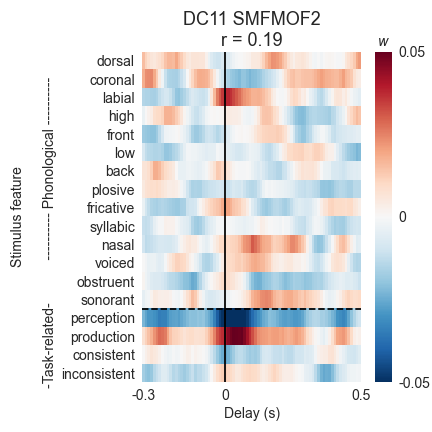 DC11 SMFMOF2
r = 0.19
w
Stimulus feature
---------- Phonological ----------
-Task-related-
dorsal
coronal
labial
high
front
low
back
plosive
fricative
syllabic
nasal
voiced
obstruent
sonorant
perception
production
consistent
inconsistent
-0.3
0
0.5
Delay (s)
0.05
0
-0.05